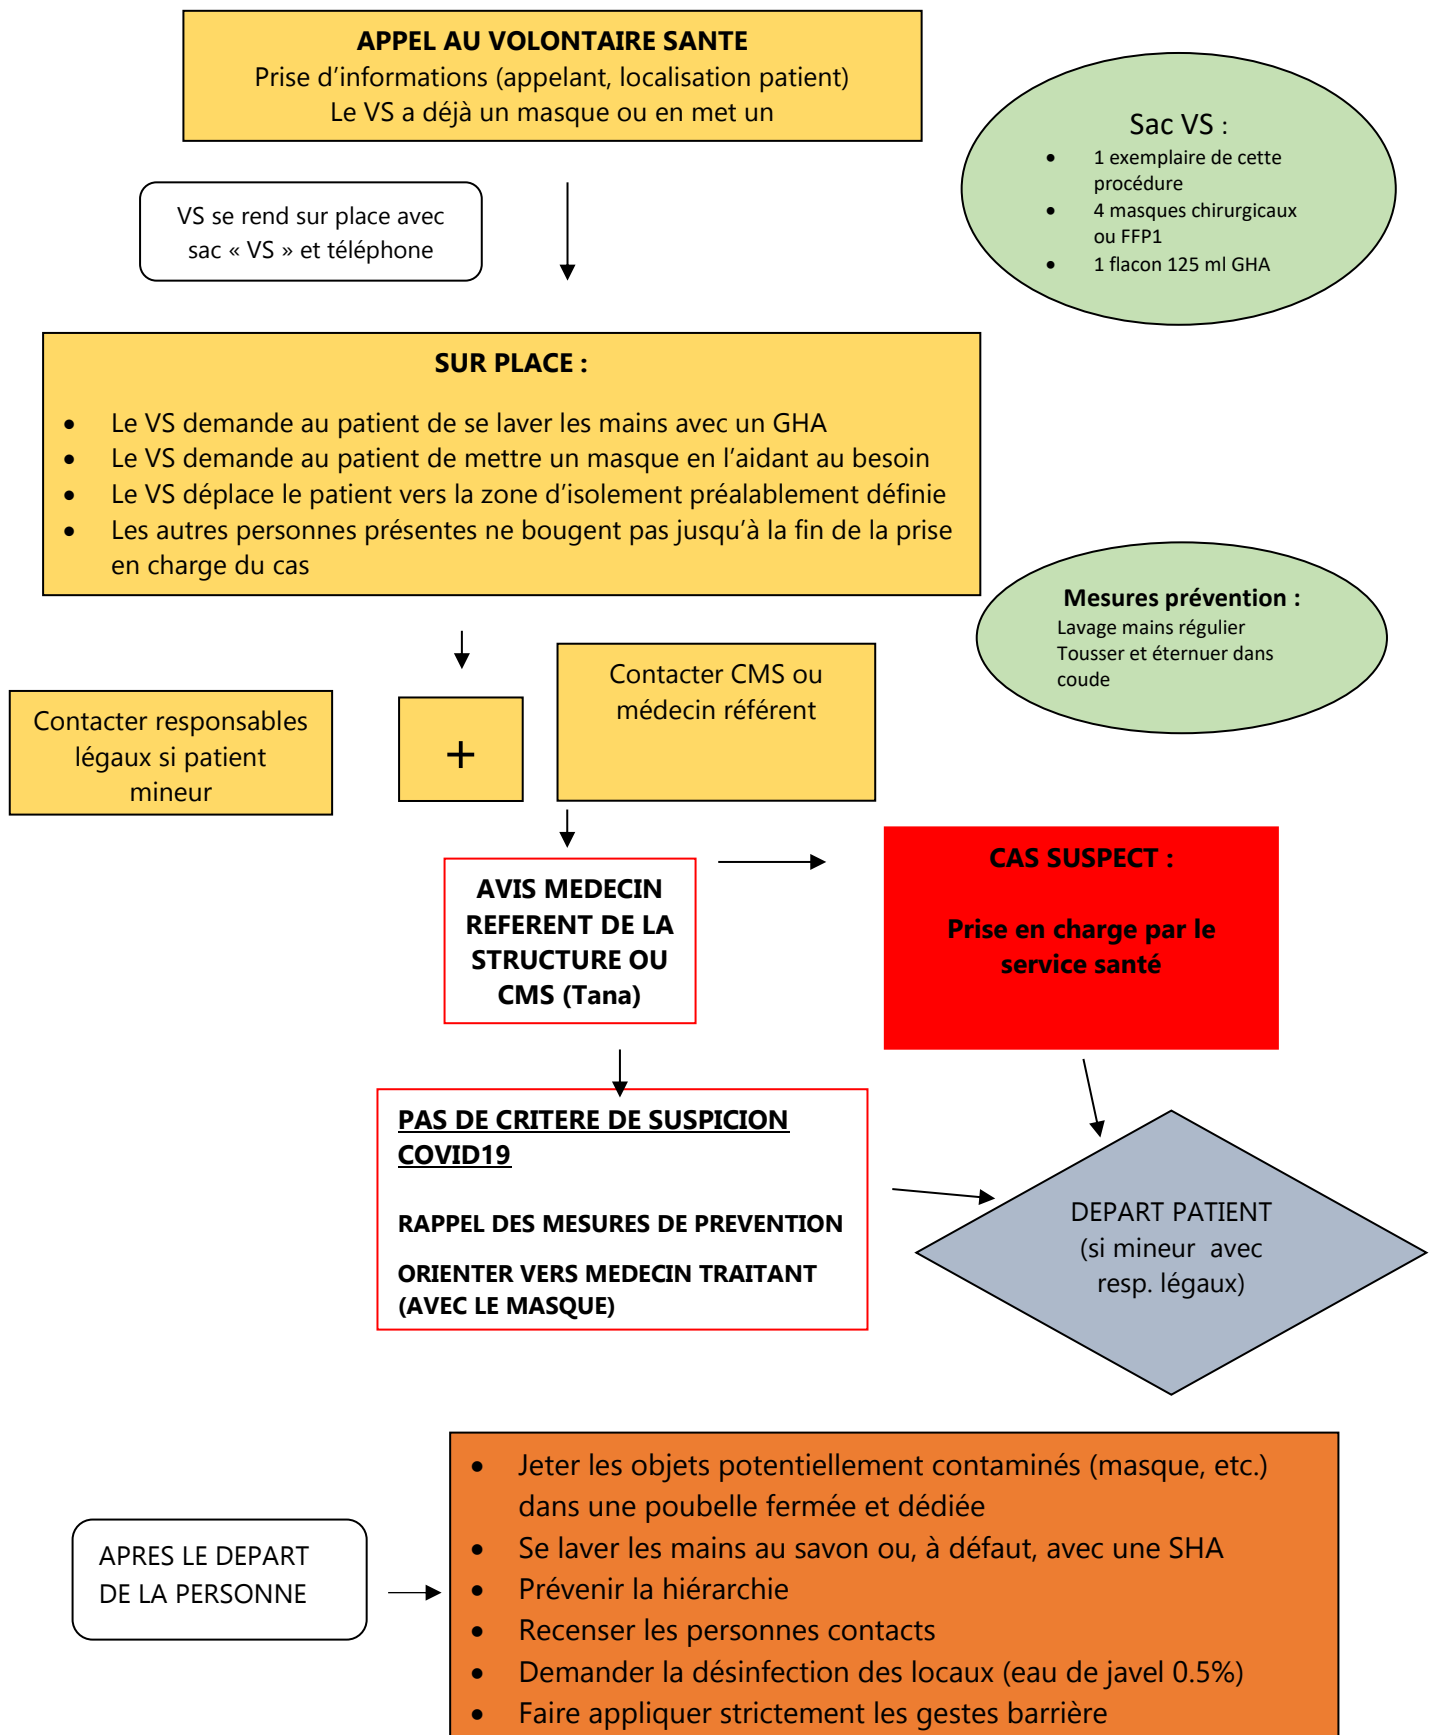 APPEL AU VOLONTAIRE SANTE
Prise d’informations (appelant, localisation patient)
Le VS a déjà un masque ou en met un
Sac VS :
• 1 exemplaire de cette
procédure
• 4 masques chirurgicaux
ou FFP1
• 1 flacon 125 ml GHA
VS se rend sur place avec
sac « VS » et téléphone
SUR PLACE :
• Le VS demande au patient de se laver les mains avec un GHA
• Le VS demande au patient de mettre un masque en l’aidant au besoin
• Le VS déplace le patient vers la zone d’isolement préalablement définie
• Les autres personnes présentes ne bougent pas jusqu’à la fin de la prise
en charge du cas
Mesures prévention :
Lavage mains régulier
Tousser et éternuer dans
coude
Contacter responsables
légaux si patient
mineur
+
Contacter CMS ou
médecin référent
AVIS MEDECIN
REFERENT DE LA
STRUCTURE OU
CMS (Tana)
CAS SUSPECT :
Prise en charge par le
service santé
PAS DE CRITERE DE SUSPICION
COVID19
RAPPEL DES MESURES DE PREVENTION
ORIENTER VERS MEDECIN TRAITANT
(AVEC LE MASQUE)
DEPART PATIENT
(si mineur avec
resp. légaux)
APRES LE DEPART
DE LA PERSONNE
• Jeter les objets potentiellement contaminés (masque, etc.)
dans une poubelle fermée et dédiée
• Se laver les mains au savon ou, à défaut, avec une SHA
• Prévenir la hiérarchie
• Recenser les personnes contacts
• Demander la désinfection des locaux (eau de javel 0.5%)
• Faire appliquer strictement les gestes barrière